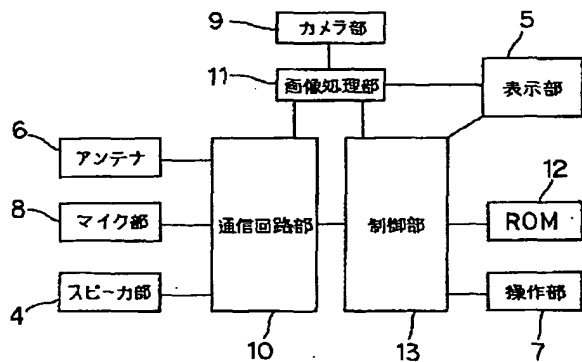 9
カメラ部
5
11
画像処理部
表示部
6
アンテナ
12
8
マイク部
通信回路部
制御部
ROM
4
スピーカ部
操作部
10
13
7